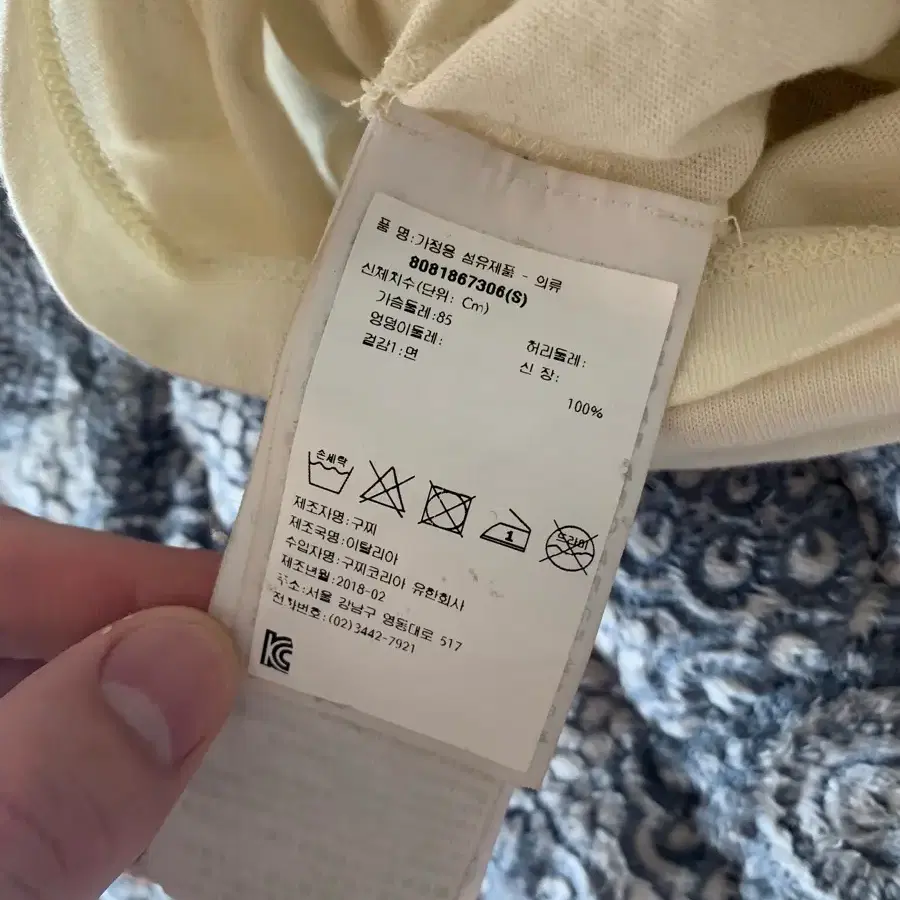 품 명:가정용 섬유제품 - 의류
8081867306(S)
신체치수(단위: Cm)
가슴둘레:85
엉덩이둘레: 허리둘레:
겉감1:면 신 장:
100%
손세탁
1
드라이
제조자명:구찌
제조국명:이탈리아
수입자명:구찌코리아 유한회사
제조년월:2018-02
주소:서울 강남구 영동대로 517
전화번호:(02)3442-7921
KC